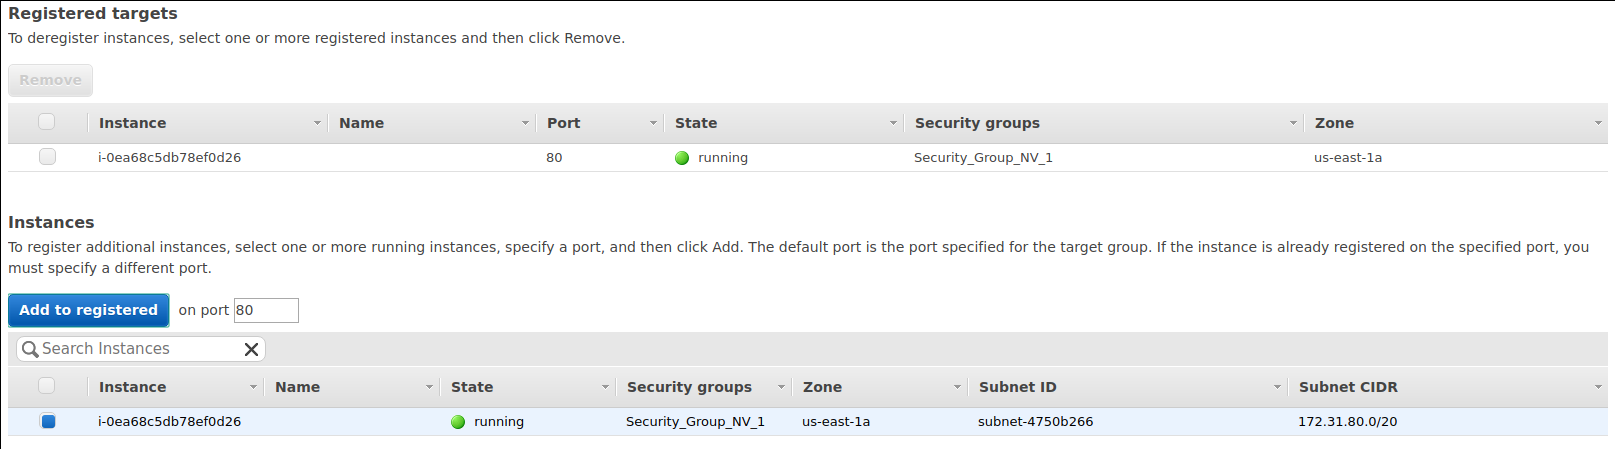 Registered targets
To deregister instances, select one or more registered instances and then click Remove.
Remove
Instance Name Port State Security groups Zone
i-0ea68c5db78ef0d26 80 running Security_Group_NV_1 us-east-1a
Instances
To register additional instances, select one or more running instances, specify a port, and then click Add. The default port is the port specified for the target group. If the instance is already registered on the specified port, you
must specify a different port.
Add to registered on port 80
Search Instances
Instance Name State Security groups Zone Subnet ID Subnet CIDR
i-0ea68c5db78ef0d26 running Security_Group_NV_1 us-east-1a subnet-4750b266 172.31.80.0/20